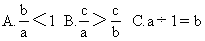 A. b/a＜1 B. c/a＞c/b C. a÷1=b